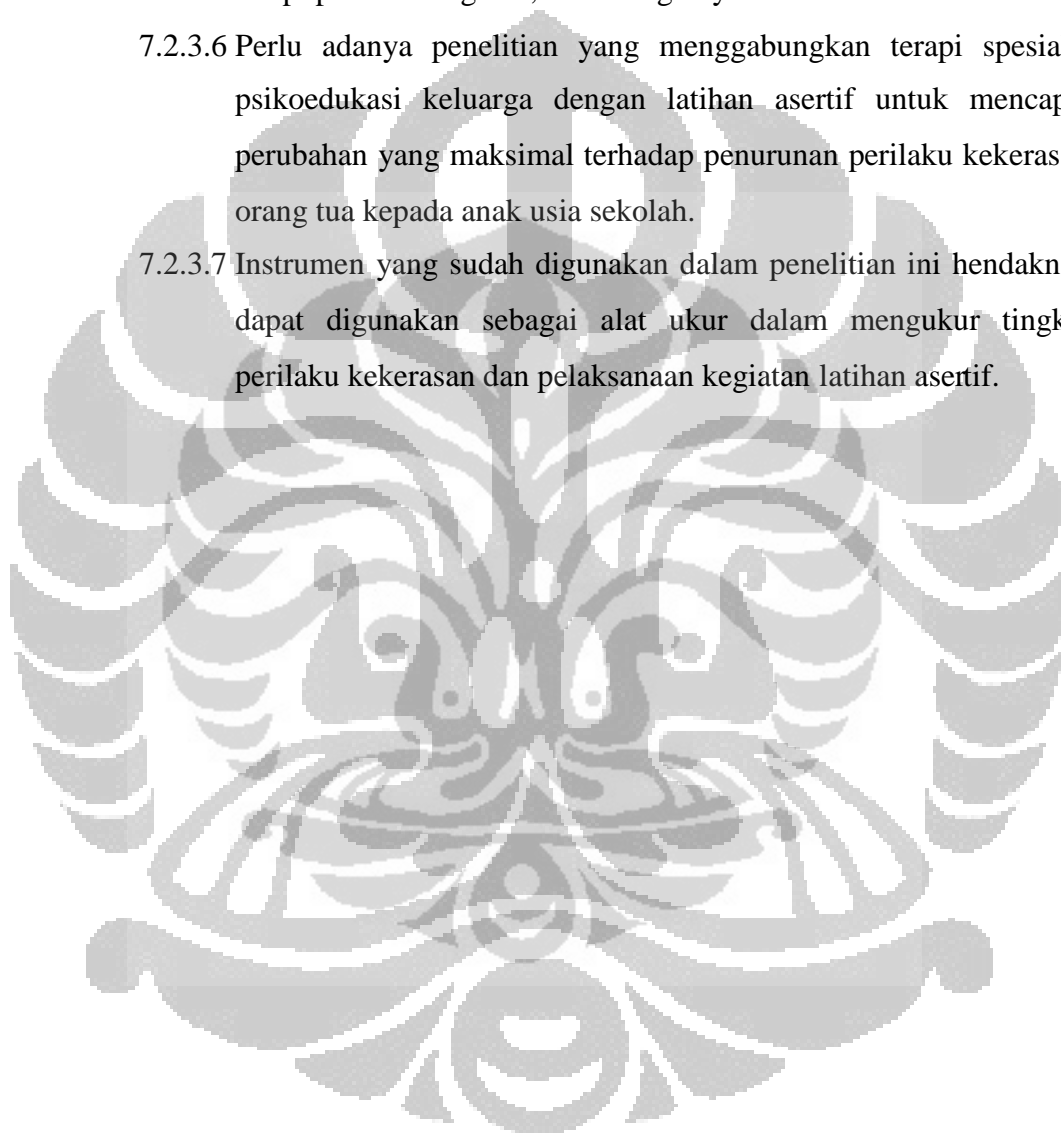 7.2.3.6 Perlu adanya penelitian yang menggabungkan terapi spesia
psikoedukasi keluarga dengan latihan asertif untuk mencap
perubahan yang maksimal terhadap penurunan perilaku kekeras
orang tua kepada anak usia sekolah.
7.2.3.7 Instrumen yang sudah digunakan dalam penelitian ini hendakn
dapat digunakan sebagai alat ukur dalam mengukur tingk
perilaku kekerasan dan pelaksanaan kegiatan latihan asertif.